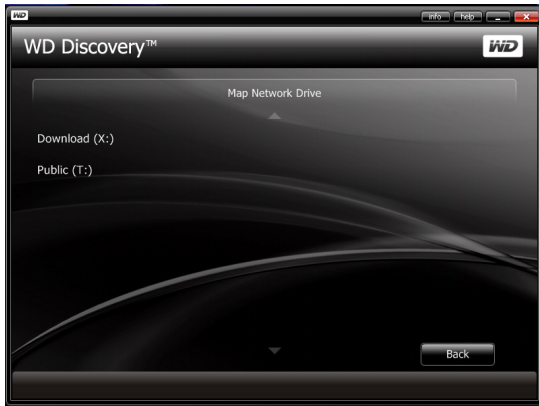 WD
info help
WD Discovery™
WD
Map Network Drive
Download (X:)
Public (T:)
Back